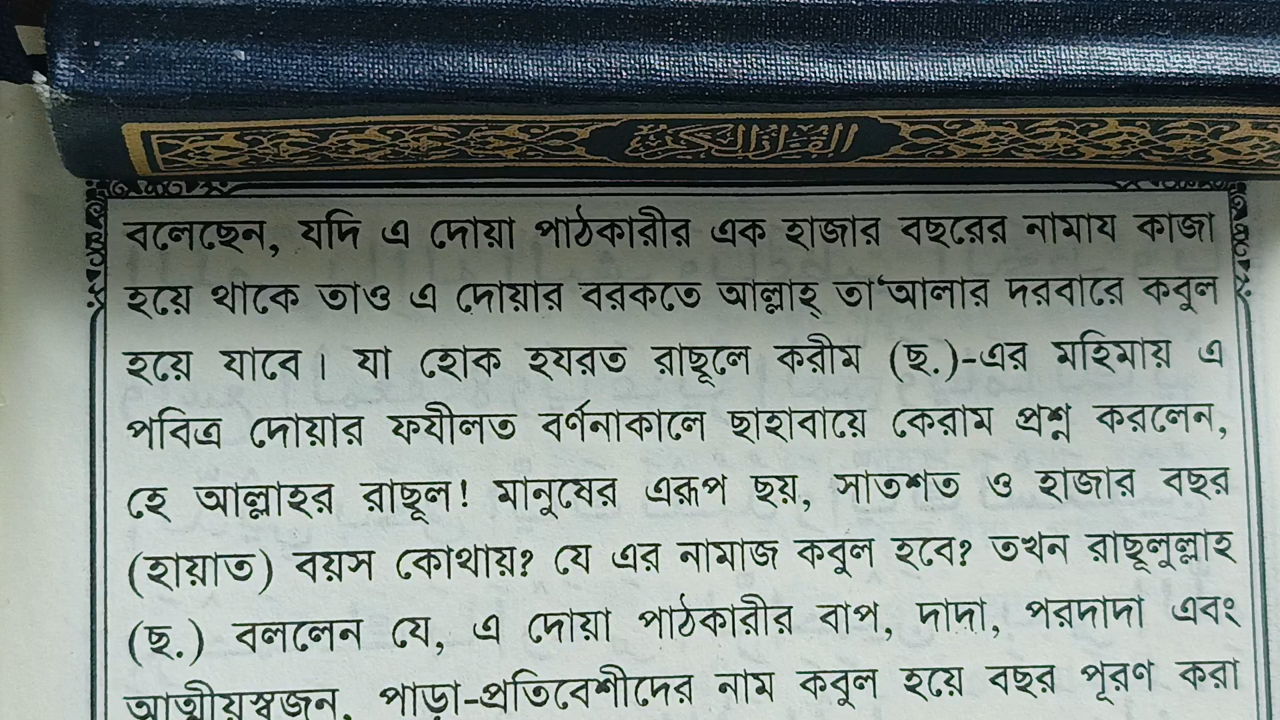 القرآن الكريم
বলেছেন, যদি এ দোয়া পাঠকারীর এক হাজার বছরের নামায কাজা
হয়ে থাকে তাও এ দোয়ার বরকতে আল্লাহ্ তা‘আলার দরবারে কবুল
হয়ে যাবে। যা হোক হযরত রাছূলে করীম (ছ.)-এর মহিমায় এ
পবিত্র দোয়ার ফযীলত বর্ণনাকালে ছাহাবায়ে কেরাম প্রশ্ন করলেন,
হে আল্লাহর রাছূল! মানুষের এরূপ ছয়, সাতশত ও হাজার বছর
(হায়াত) বয়স কোথায়? যে এর নামাজ কবুল হবে? তখন রাছূলুল্লাহ
(ছ.) বললেন যে, এ দোয়া পাঠকারীর বাপ, দাদা, পরদাদা এবং
আত্মীয়স্বজন, পাড়া-প্রতিবেশীদের নাম কবুল হয়ে বছর পূরণ করা